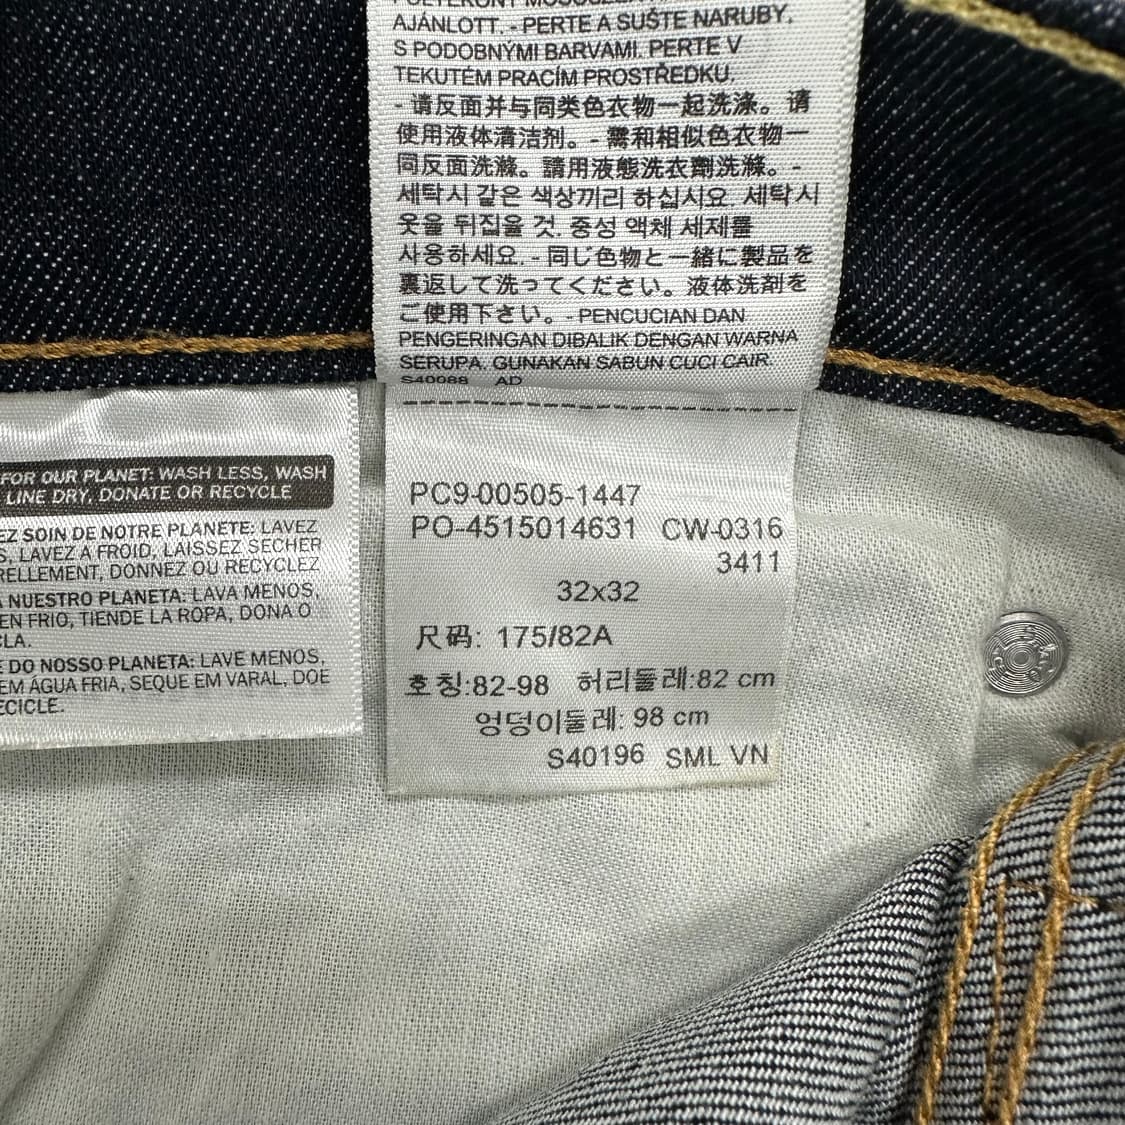 AJÁNLOTT. - PERTE A SUŠTE NARUBY,
S PODOBNÝMI BARVAMI. PERTE V
TEKUTÉM PRACÍM PROSTŘEDKU.
- 请反面并与同类色衣物一起洗涤。请
使用液体清洁剂。- 需和相似色衣物一
同反面洗滌。請用液態洗衣劑洗滌。-
세탁시 같은 색상끼리 하십시요. 세탁시
옷을 뒤집을 것. 중성 액체 세제를
사용하세요. - 同じ色物と一緒に製品を
裏返して洗ってください。液体洗剤を
ご使用下さい。- PENCUCIAN DAN
PENGERINGAN DIBALIK DENGAN WARNA
SERUPA. GUNAKAN SABUN CUCI CAIR.
S40088 AD
FOR OUR PLANET: WASH LESS, WASH
LINE DRY, DONATE OR RECYCLE
EZ SOIN DE NOTRE PLANETE: LAVEZ
S, LAVEZ A FROID, LAISSEZ SECHER
RELLEMENT, DONNEZ OU RECYCLEZ
A NUESTRO PLANETA: LAVA MENOS,
EN FRIO, TIENDE LA ROPA, DONA O
CLA.
E DO NOSSO PLANETA: LAVE MENOS,
EM ÁGUA FRIA, SEQUE EM VARAL, DOE
ECICLE.
PC9-00505-1447
PO-4515014631 CW-0316
3411
32x32
尺码: 175/82A
호칭:82-98 허리둘레:82 cm
엉덩이둘레: 98 cm
S40196 SML VN